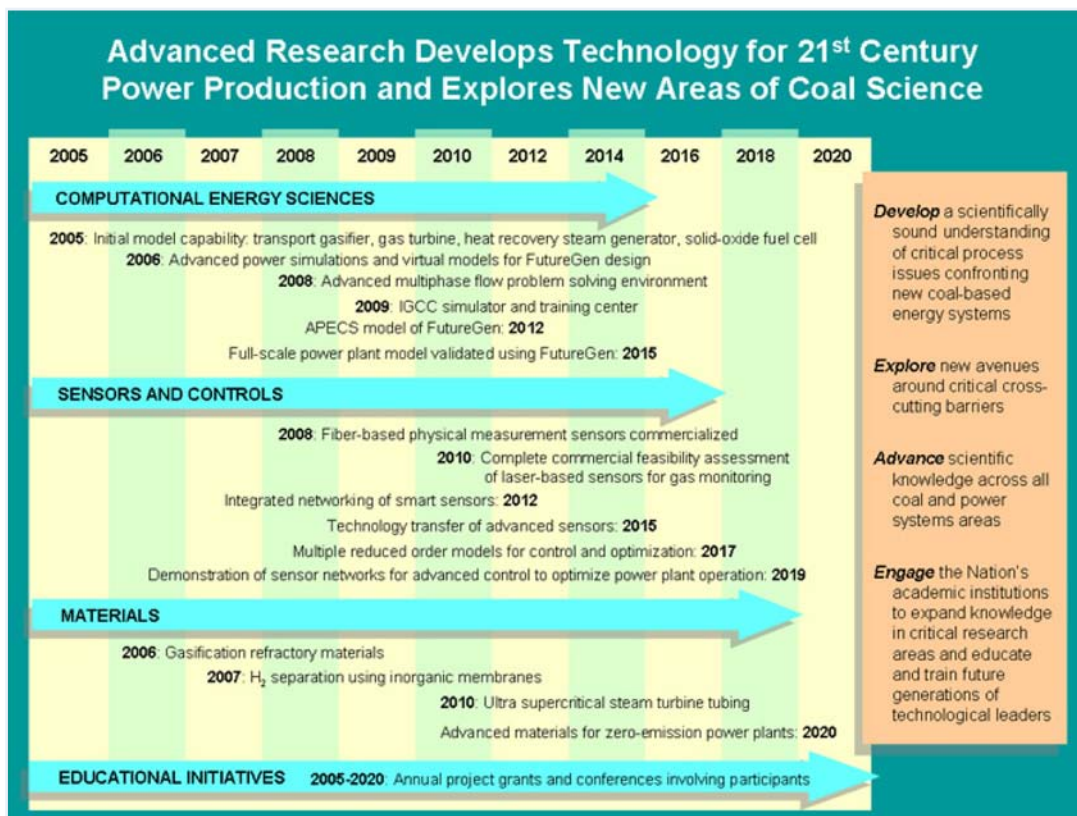 Advanced Research Develops Technology for 21st Century
Power Production and Explores New Areas of Coal Science
2005 2006 2007 2008 2009 2010 2012 2014 2016 2018 2020
COMPUTATIONAL ENERGY SCIENCES
2005: Initial model capability: transport gasifier, gas turbine, heat recovery steam generator, solid-oxide fuel cell
2006: Advanced power simulations and virtual models for FutureGen design
2008: Advanced multiphase flow problem solving environment
2009: IGCC simulator and training center
APECS model of FutureGen: 2012
Full-scale power plant model validated using FutureGen: 2015
SENSORS AND CONTROLS
2008: Fiber-based physical measurement sensors commercialized
2010: Complete commercial feasibility assessment
of laser-based sensors for gas monitoring
Integrated networking of smart sensors: 2012
Technology transfer of advanced sensors: 2015
Multiple reduced order models for control and optimization: 2017
Demonstration of sensor networks for advanced control to optimize power plant operation: 2019
MATERIALS
2006: Gasification refractory materials
2007: H2 separation using inorganic membranes
2010: Ultra supercritical steam turbine tubing
Advanced materials for zero-emission power plants: 2020
EDUCATIONAL INITIATIVES 2005-2020: Annual project grants and conferences involving participants
Develop a scientifically
sound understanding
of critical process
issues confronting
new coal-based
energy systems
Explore new avenues
around critical cross-
cutting barriers
Advance scientific
knowledge across all
coal and power
systems areas
Engage the Nation's
academic institutions
to expand knowledge
in critical research
areas and educate
and train future
generations of
technological leaders